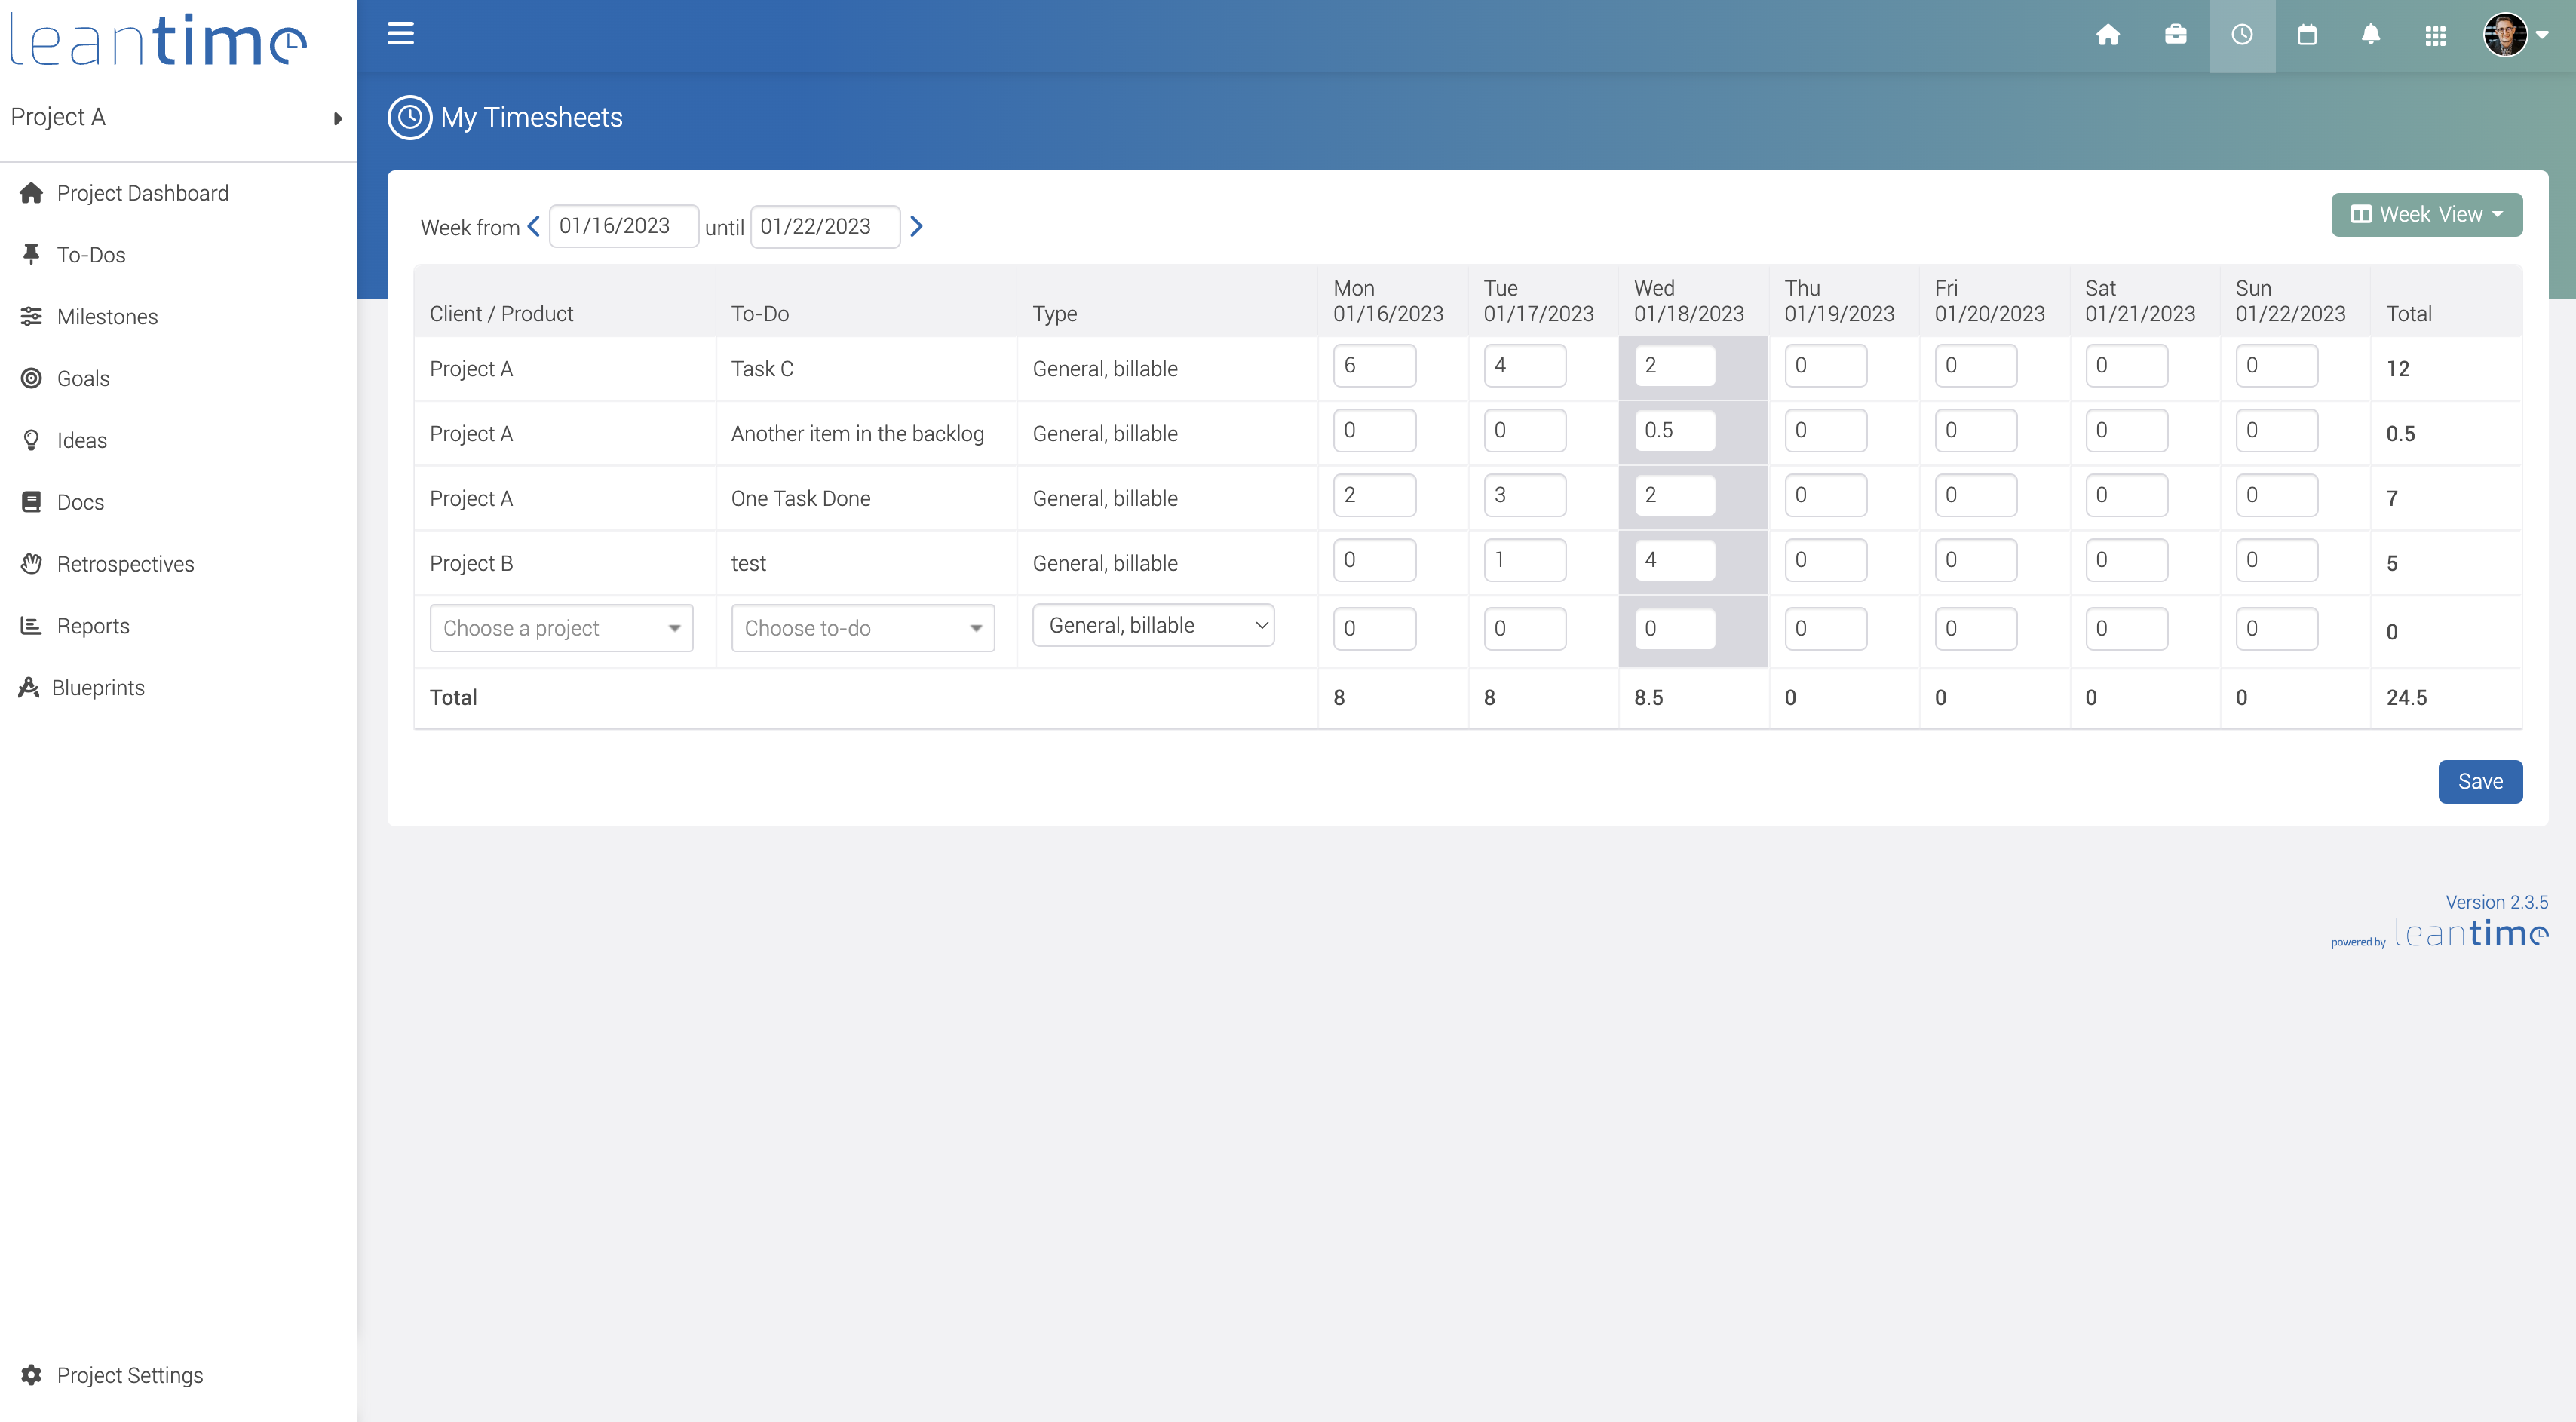 leantime
Project A
Project Dashboard
To-Dos
Milestones
Goals
Ideas
Docs
Retrospectives
Reports
Blueprints
Project Settings
My Timesheets
Week from 01/16/2023 until 01/22/2023
Week View
Client / Product To-Do Type Mon 01/16/2023 Tue 01/17/2023 Wed 01/18/2023 Thu 01/19/2023 Fri 01/20/2023 Sat 01/21/2023 Sun 01/22/2023 Total
Project A Task C General, billable 6 4 2 0 0 0 0 12
Project A Another item in the backlog General, billable 0 0 0.5 0 0 0 0 0.5
Project A One Task Done General, billable 2 3 2 0 0 0 0 7
Project B test General, billable 0 1 4 0 0 0 0 5
Choose a project Choose to-do General, billable 0 0 0 0 0 0 0 0
Total 8 8 8.5 0 0 0 0 24.5
Save
Version 2.3.5
powered by leantime